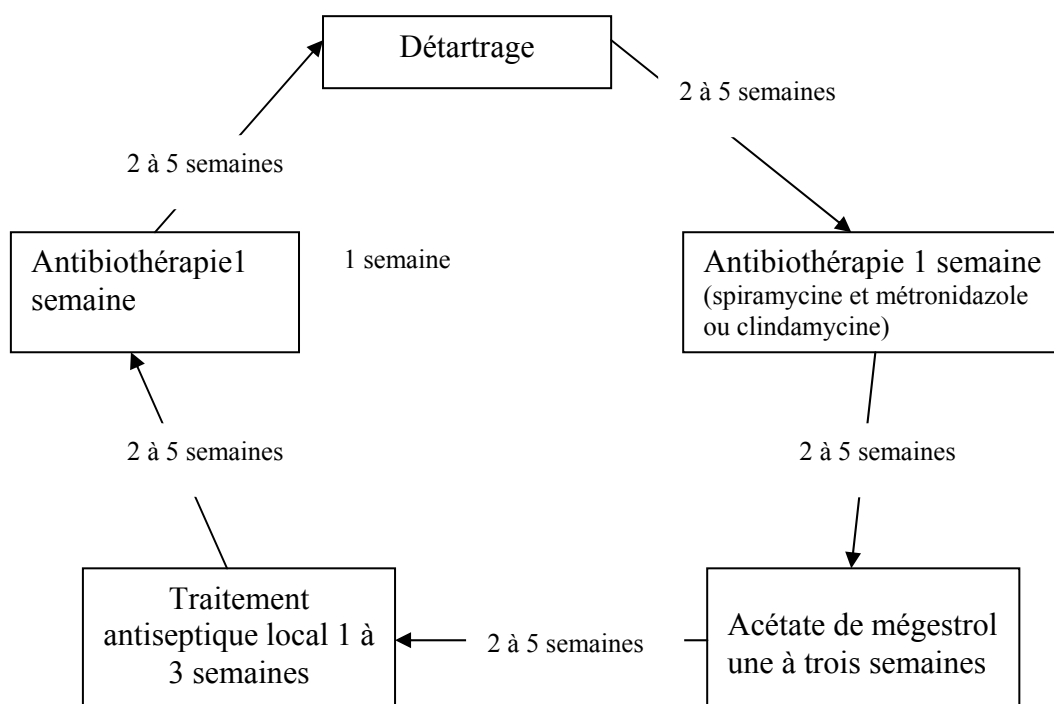 Détartrage
2 à 5 semaines
2 à 5 semaines
Antibiothérapie1
semaine
1 semaine
Antibiothérapie 1 semaine
(spiramycine et métronidazole
ou clindamycine)
2 à 5 semaines
2 à 5 semaines
Traitement
antiseptique local 1 à
3 semaines
2 à 5 semaines
Acétate de mégestrol
une à trois semaines